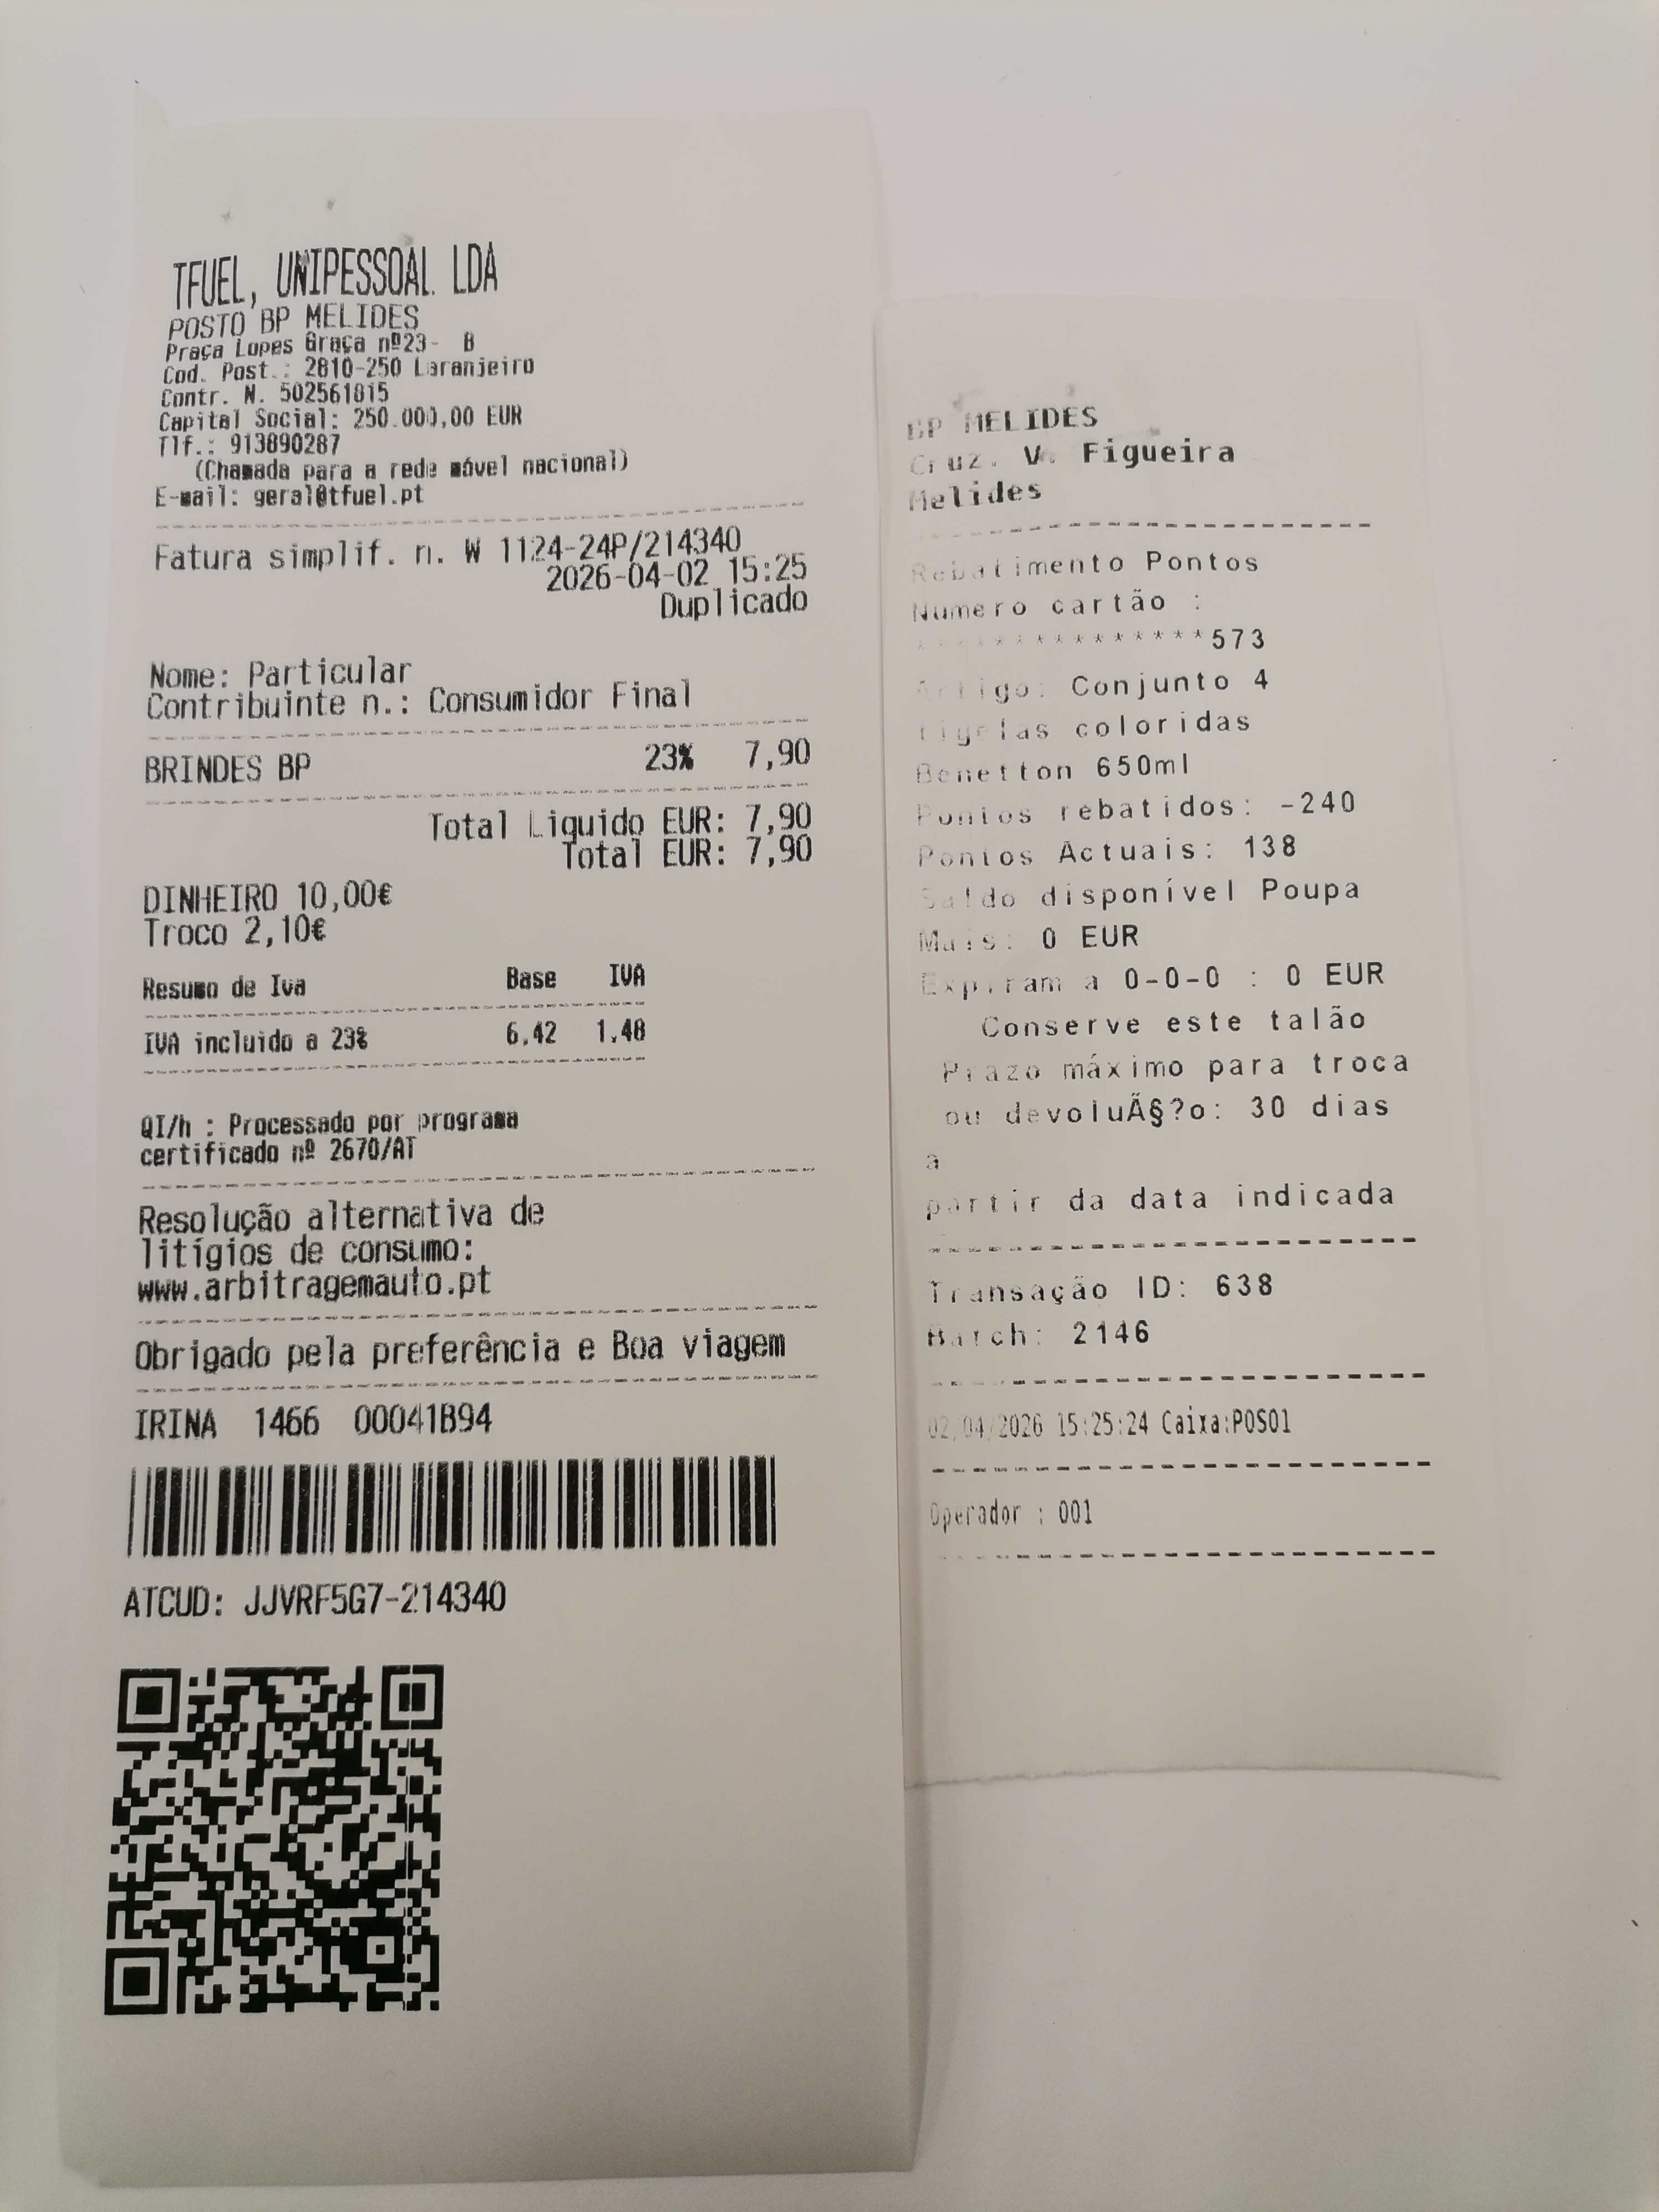 TFUEL, UNIPESSOAL LDA
POSTO BP MELIDES
Praça Lopes Graça nº23- B
Cod. Post.: 2810-250 Laranjeiro
Contr. N. 502561815
Capital Social: 250.000,00 EUR
Tlf.: 913890287
(Chamada para a rede móvel nacional)
E-mail: geral@tfuel.pt
Fatura simplif. n. W 1124-24P/214340
2026-04-02 15:25
Duplicado
Nome: Particular
Contribuinte n.: Consumidor Final
BRINDES BP 23% 7,90
Total Liquido EUR: 7,90
Total EUR: 7,90
DINHEIRO 10,00€
Troco 2,10€
Resumo de Iva Base IVA
IVA incluido a 23% 6,42 1,48
QI/h : Processado por programa
certificado nº 2670/AT
Resolução alternativa de
litígios de consumo:
www.arbitragemauto.pt
Obrigado pela preferência e Boa viagem
IRINA 1466 00041B94
ATCUD: JJVRF5G7-214340
BP MELIDES
Cruz. V. Figueira
Melides
Rebatimento Pontos
Numero cartão :
***************573
Artigo: Conjunto 4
tigelas coloridas
Benetton 650ml
Pontos rebatidos: -240
Pontos Actuais: 138
Saldo disponível Poupa
Mais: 0 EUR
Expiram a 0-0-0 : 0 EUR
Conserve este talão
Prazo máximo para troca
ou devoluÃ§?o: 30 dias
a
partir da data indicada
Transação ID: 638
Batch: 2146
02/04/2026 15:25:24 Caixa:POS01
Operador : 001